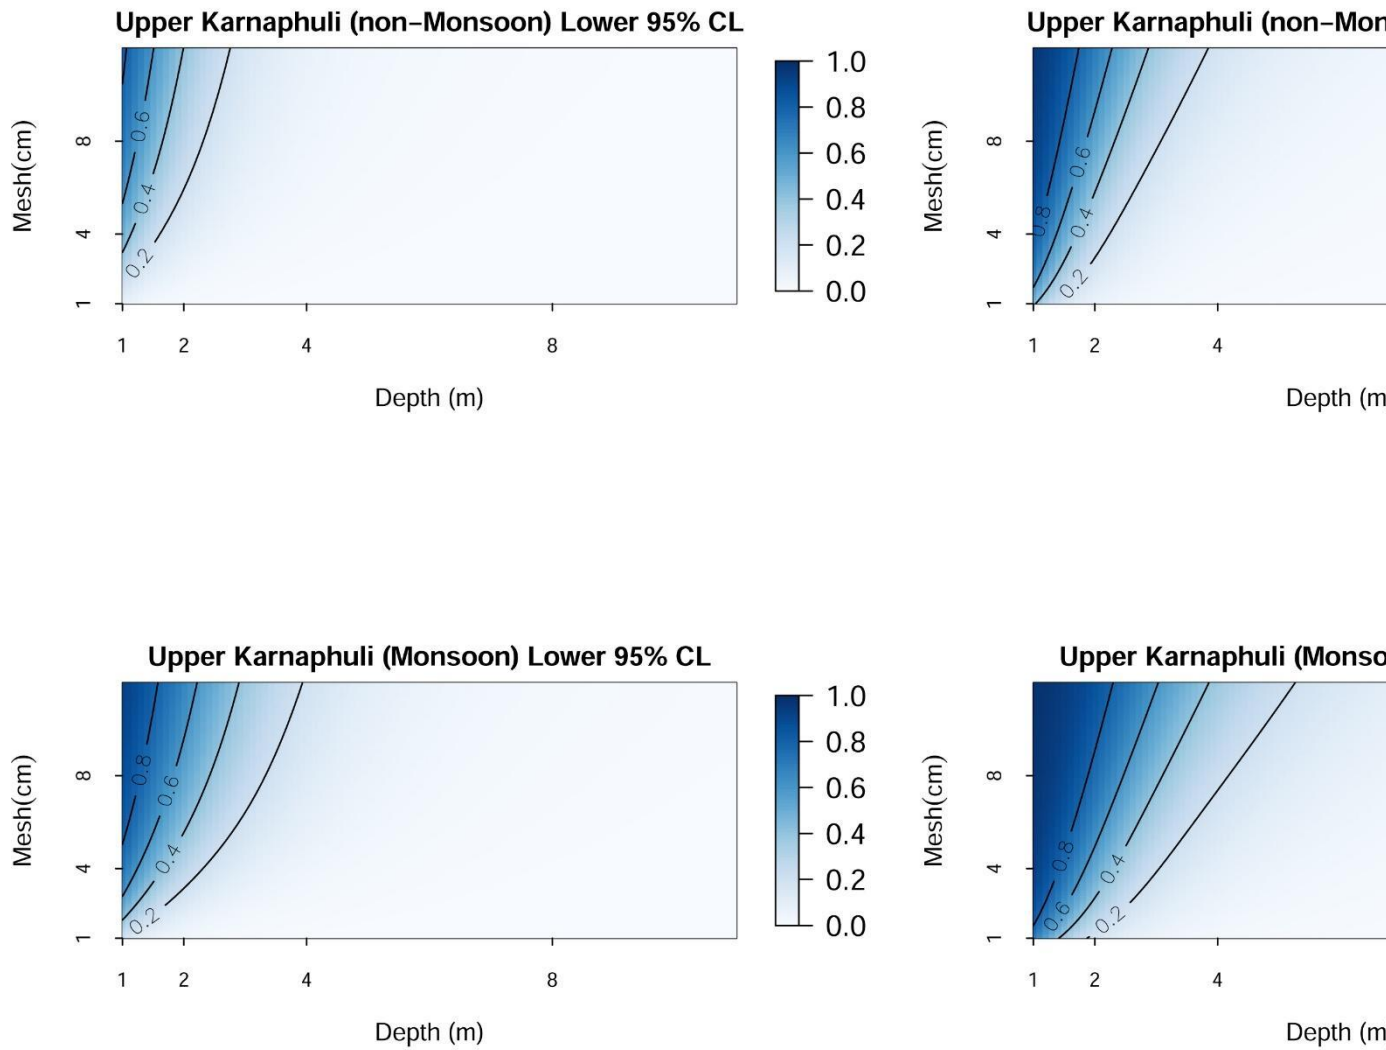 Upper Karnaphuli (non−Monsoon) Lower 95% CL
Mesh(cm)
8
4
1
0.6
0.4
0.2
1 2 4 8
Depth (m)
1.0
0.8
0.6
0.4
0.2
0.0
Upper Karnaphuli (non−Mon
Mesh(cm)
8
4
1
0.8
0.6
0.4
0.2
1 2 4
Depth (m
Upper Karnaphuli (Monsoon) Lower 95% CL
Mesh(cm)
8
4
1
0.8
0.6
0.4
0.2
1 2 4 8
Depth (m)
1.0
0.8
0.6
0.4
0.2
0.0
Upper Karnaphuli (Monso
Mesh(cm)
8
4
1
0.8
0.6
0.4
0.2
1 2 4
Depth (m